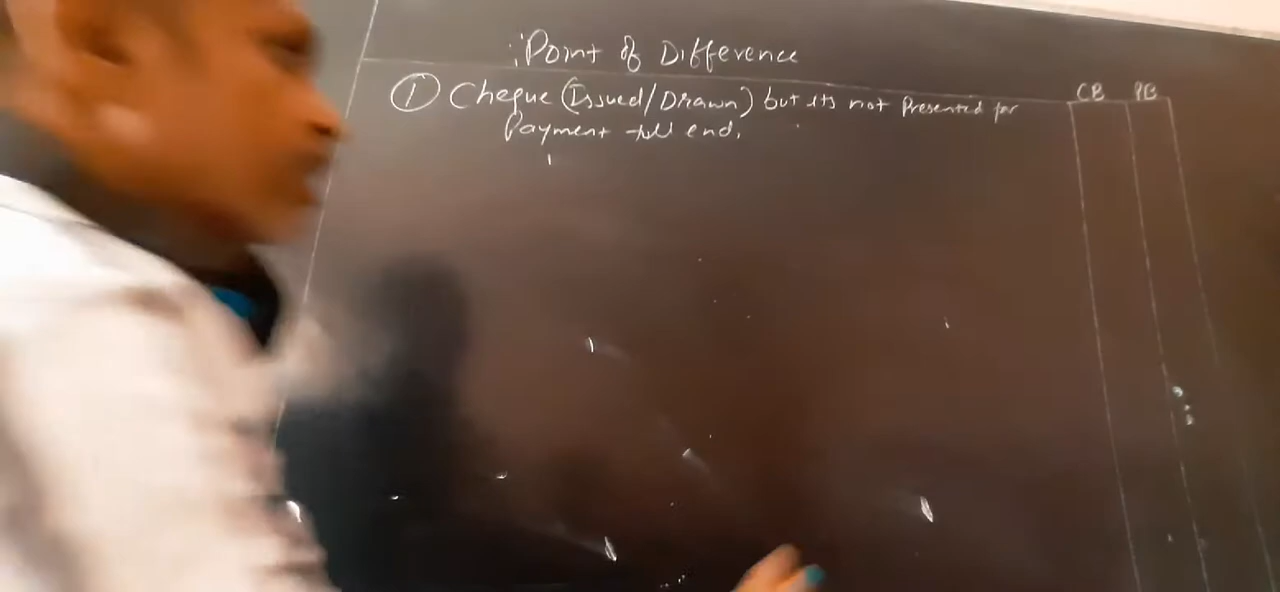 Point of Difference
CB PB
① Cheque (Issued/Drawn) but its not Presented for
Payment till end.